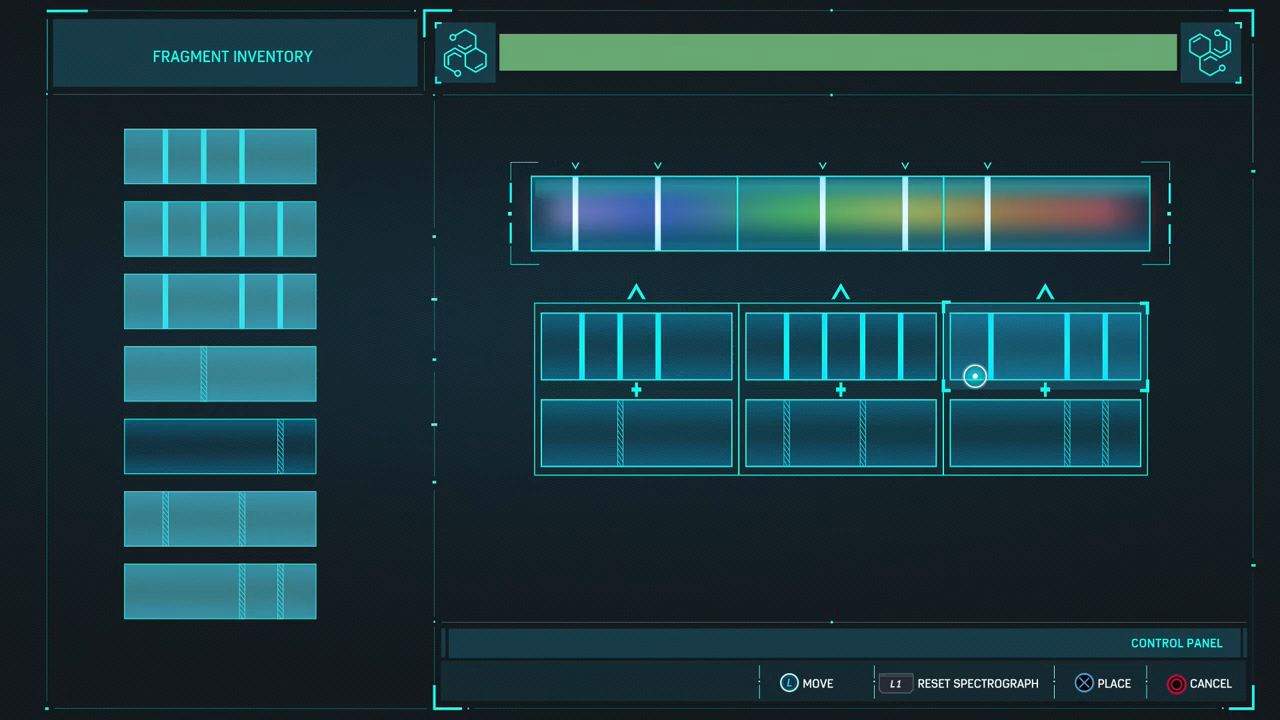 FRAGMENT INVENTORY
CONTROL PANEL
L MOVE L1 RESET SPECTROGRAPH PLACE CANCEL